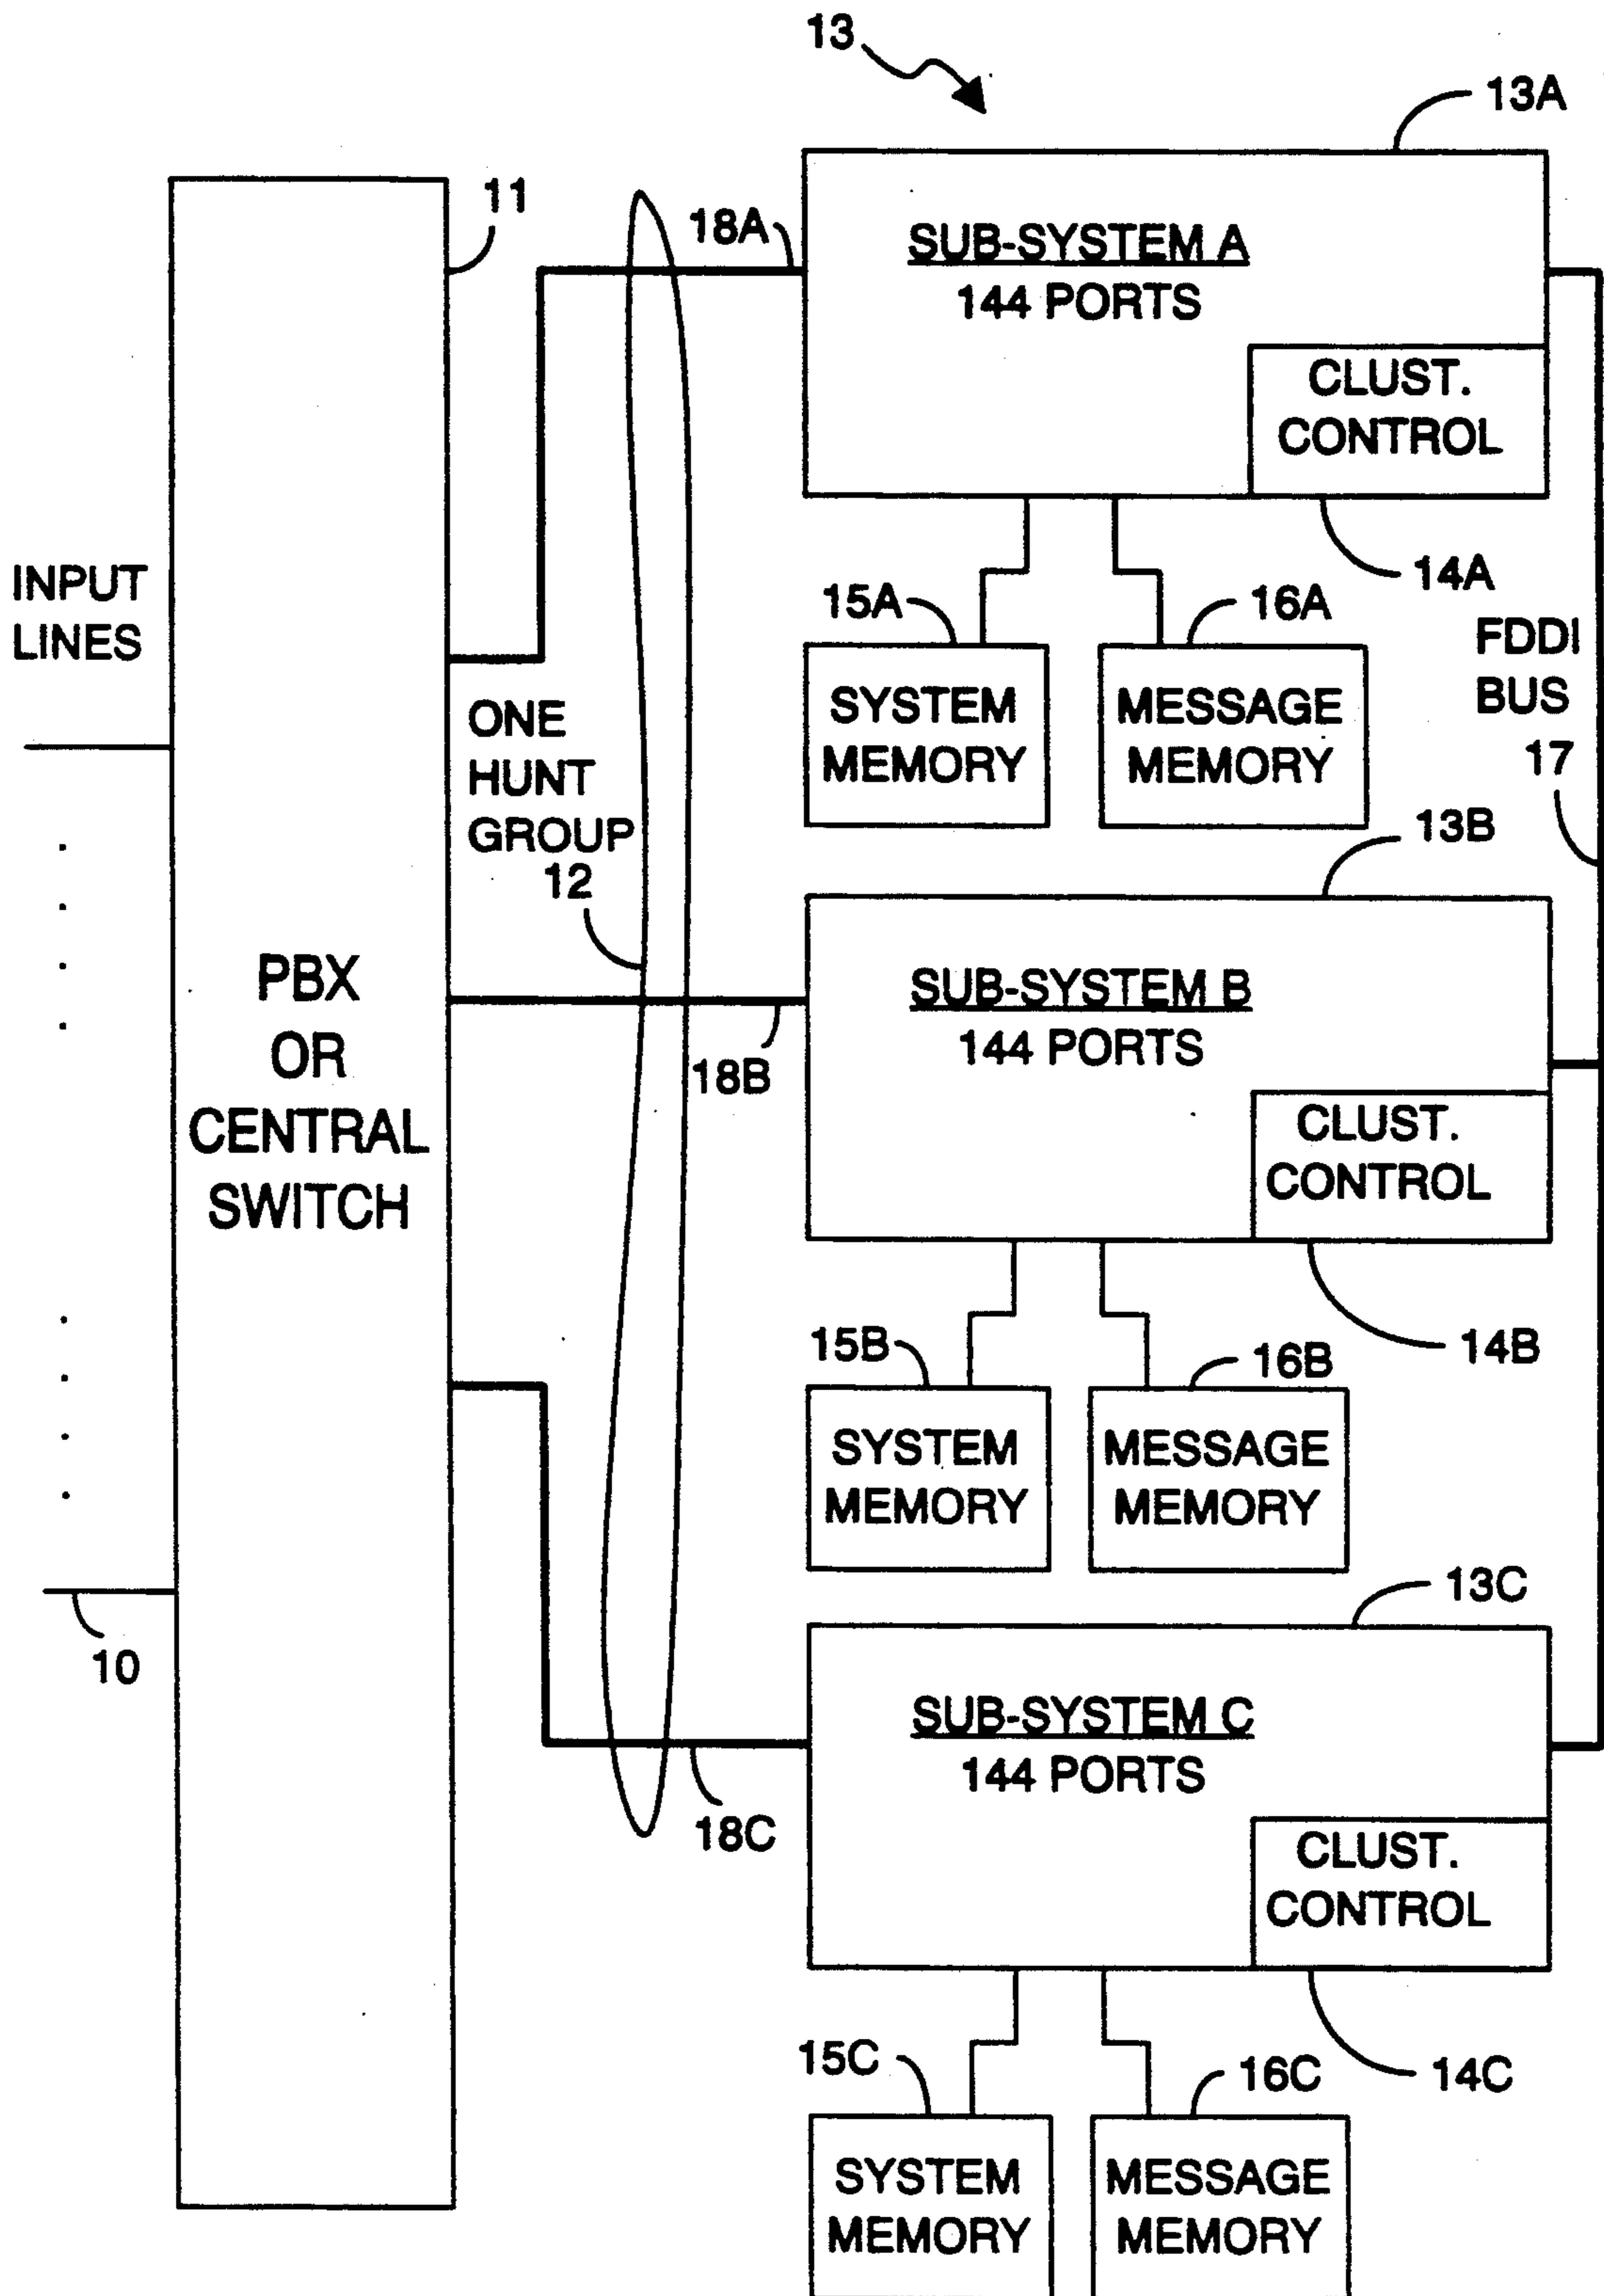 13
13A
11
18A
SUB-SYSTEM A
144 PORTS
CLUST.
CONTROL
14A
INPUT
LINES
15A
16A
FDDI
BUS
17
SYSTEM
MEMORY
MESSAGE
MEMORY
ONE
HUNT
GROUP
12
13B
PBX
OR
CENTRAL
SWITCH
SUB-SYSTEM B
144 PORTS
18B
CLUST.
CONTROL
14B
15B
16B
SYSTEM
MEMORY
MESSAGE
MEMORY
10
13C
SUB-SYSTEM C
144 PORTS
18C
CLUST.
CONTROL
14C
15C
16C
SYSTEM
MEMORY
MESSAGE
MEMORY